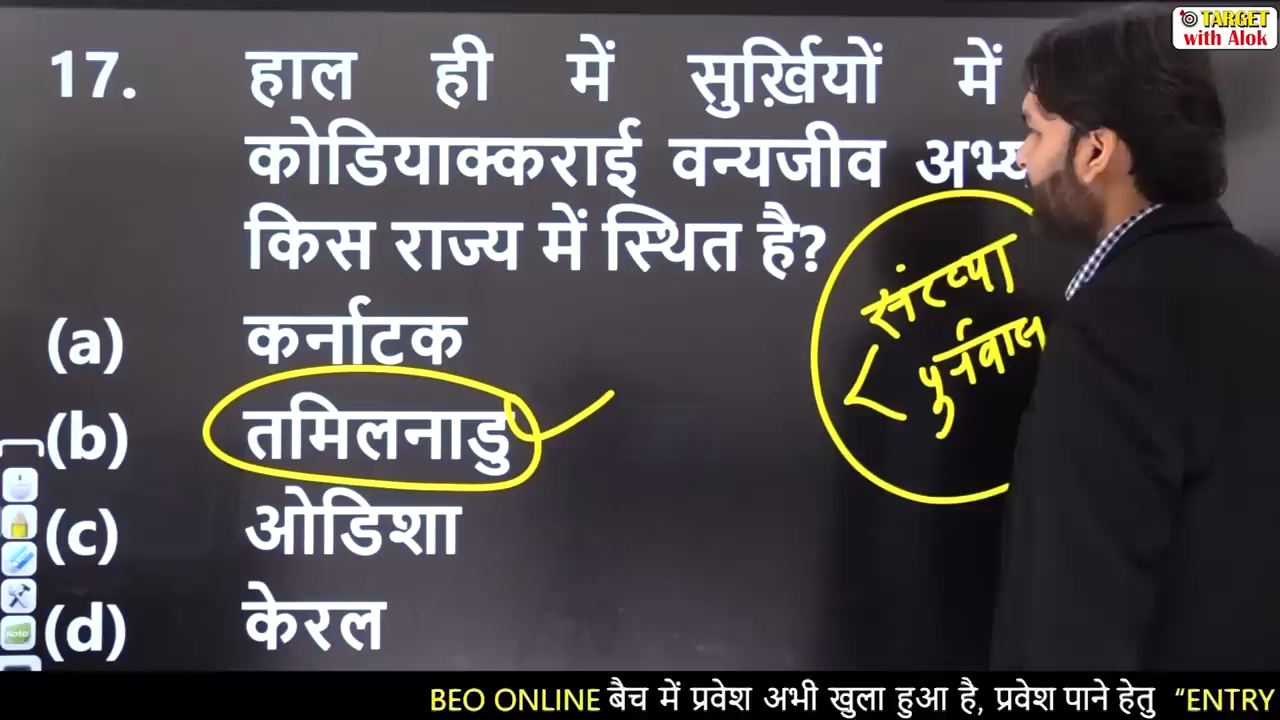 TARGET
with Alok
17. हाल ही में सुर्ख़ियों में
कोडियाक्कराई वन्यजीव
किस राज्य में स्थित है?
(a) कर्नाटक
(b) तमिलनाडु
(c) ओडिशा
(d) केरल
संख्या
BEO ONLINE बैच में प्रवेश अभी खुला हुआ है, प्रवेश पाने हेतु “ENTRY